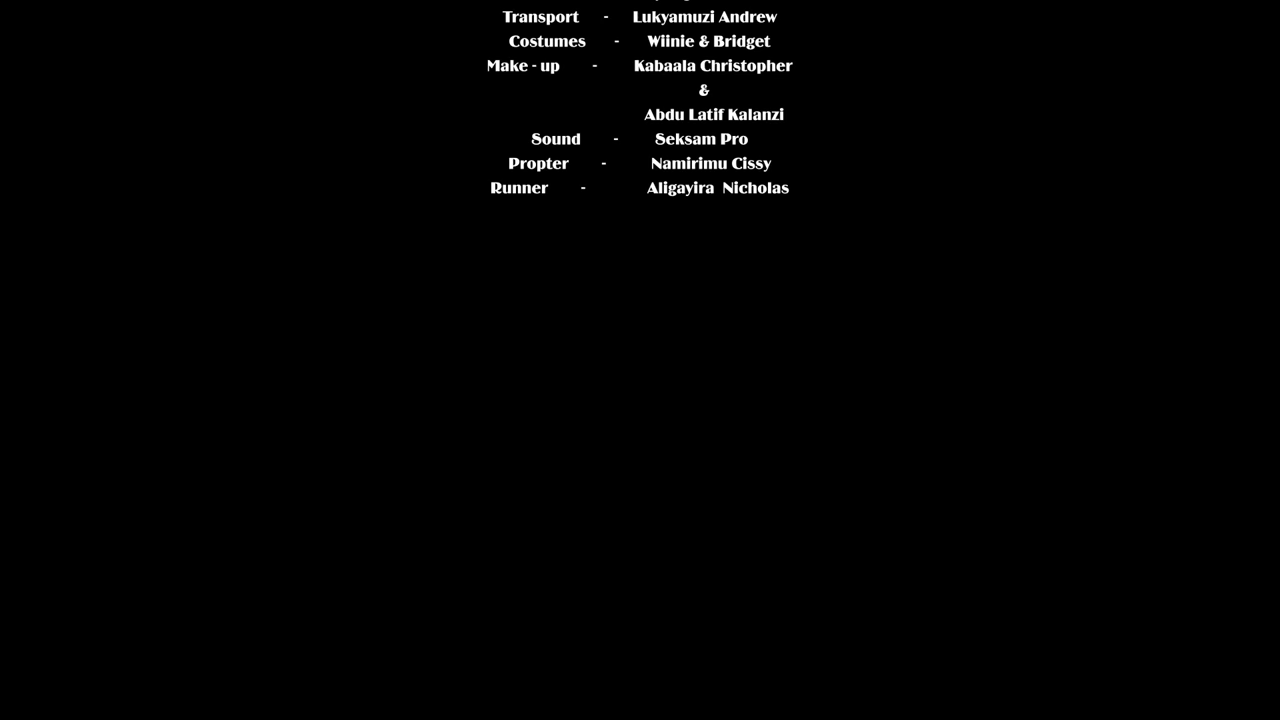 Transport - Lukyamuzi Andrew
Costumes - Wiinie & Bridget
Make - up - Kabaala Christopher
&
Abdu Latif Kalanzi
Sound - Seksam Pro
Propter - Namirimu Cissy
Runner - Aligayira Nicholas